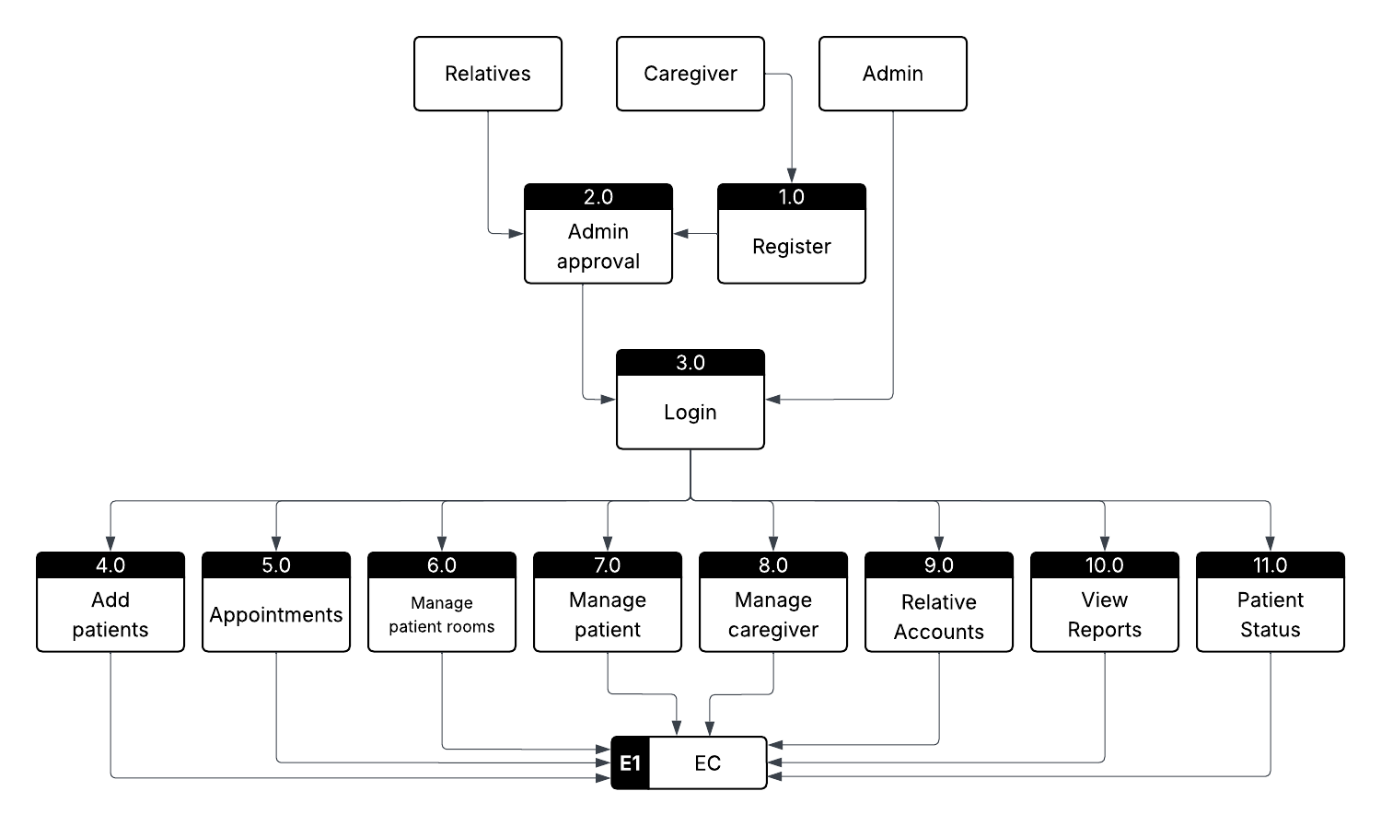 Relatives
Caregiver
Admin
2.0
Admin
approval
1.0
Register
3.0
Login
4.0
Add
patients
5.0
Appointments
6.0
Manage
patient rooms
7.0
Manage
patient
8.0
Manage
caregiver
9.0
Relative
Accounts
10.0
View
Reports
11.0
Patient
Status
E1
EC